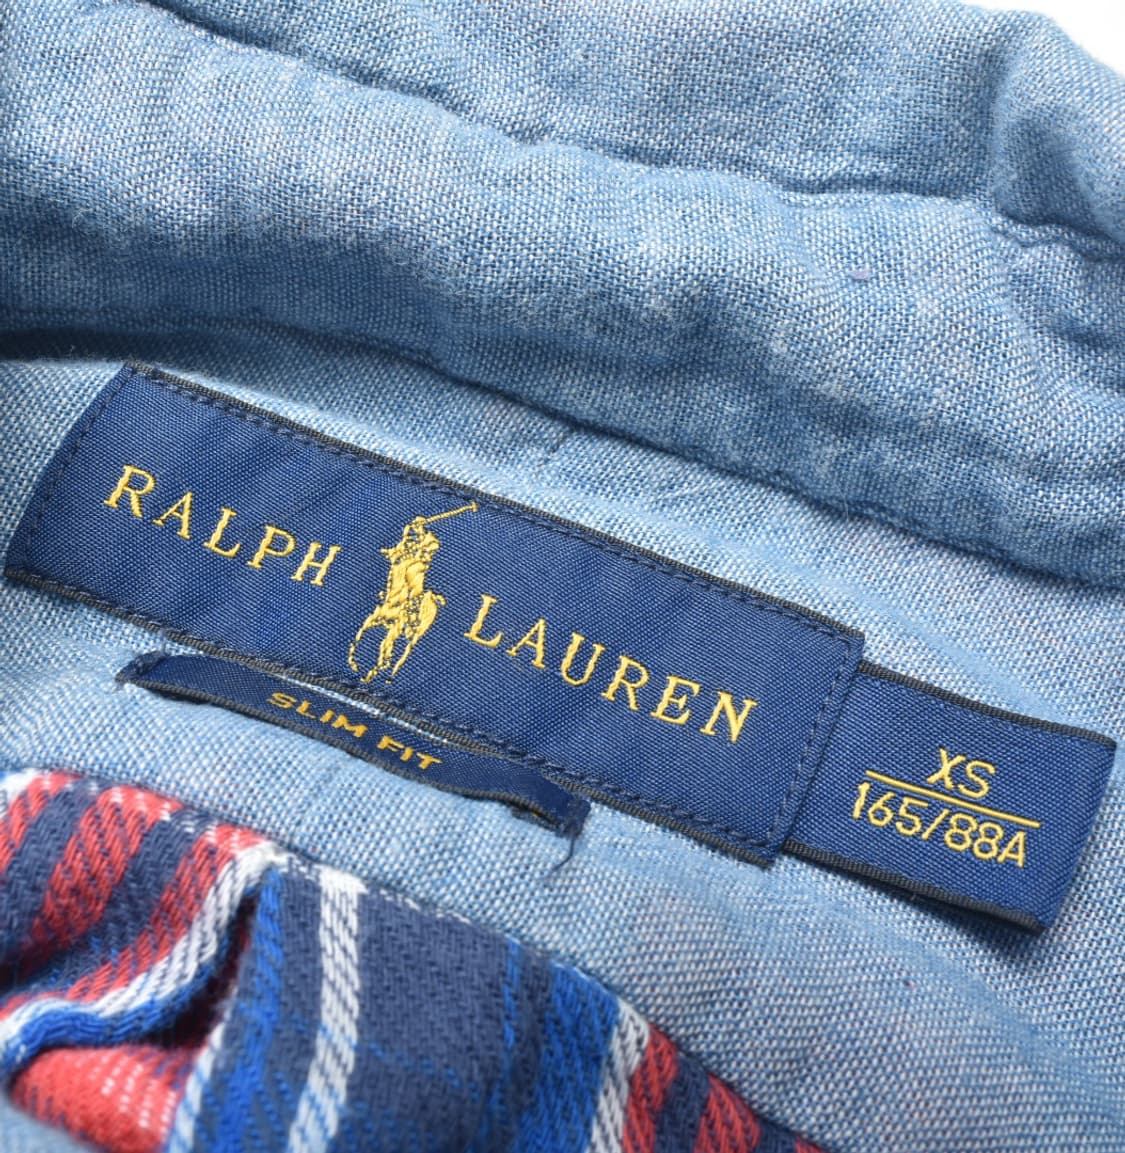 RALPH LAUREN
SLIM FIT
XS
165/88A